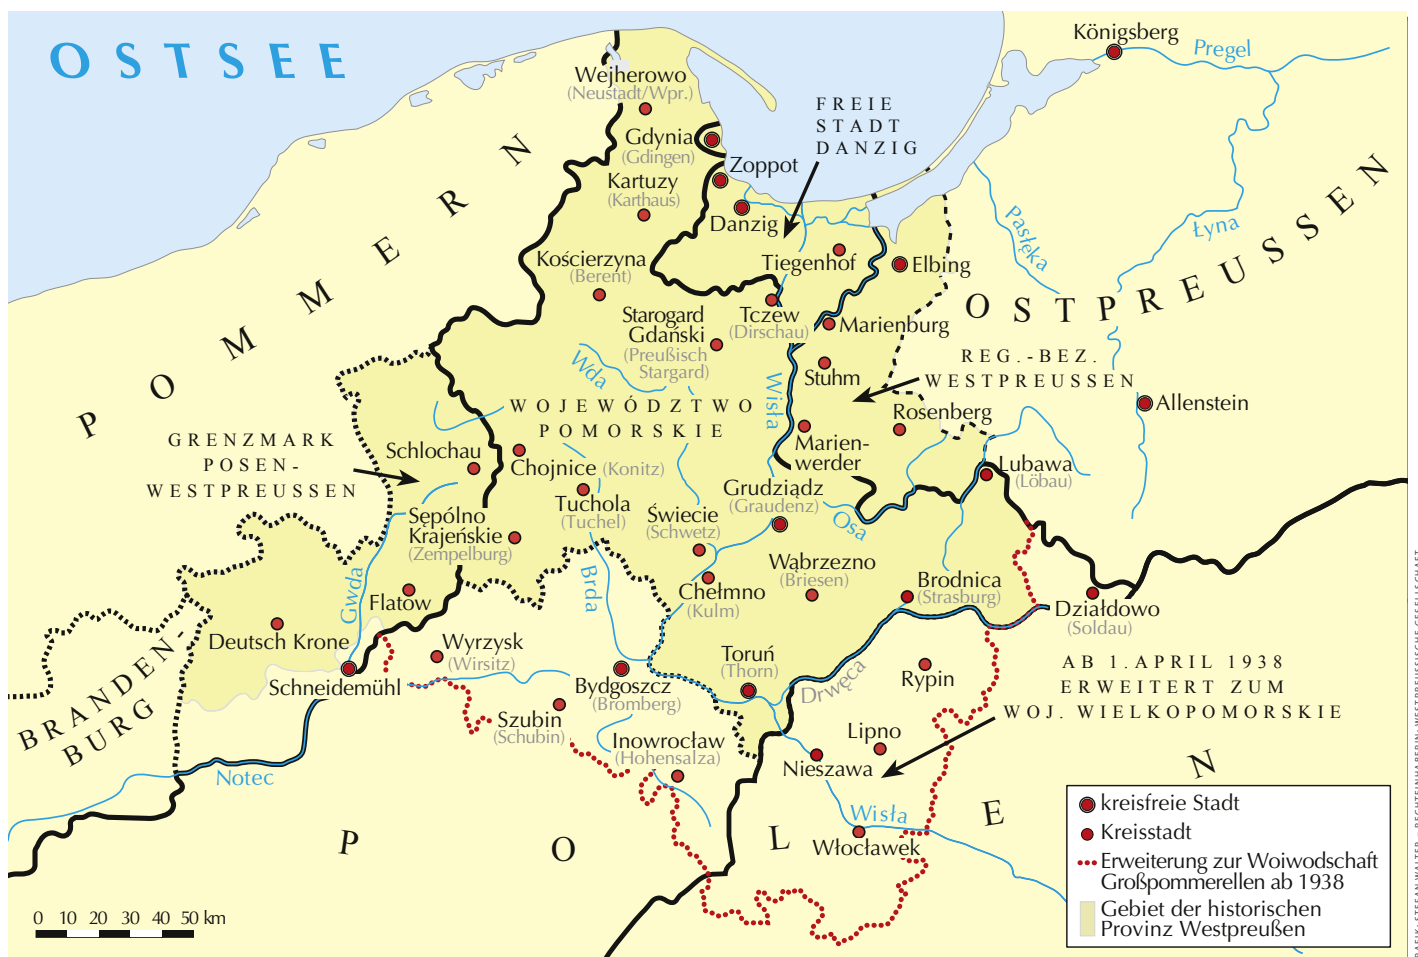 OSTSEE
Königsberg
Pregel
Wejherowo
(Neustadt/Wpr.)
FREIE
STADT
DANZIG
Gdynia
(Gdingen)
Zoppot
Kartuzy
(Karthaus)
Danzig
Pasłęka
Łyna
POMMERN
Kościerzyna
(Berent)
Tiegenhof
Elbing
OSTPREUSSEN
Starogard
Gdański
(Preußisch
Stargard)
Tczew
(Dirschau)
Marienburg
REG.-BEZ.
WESTPREUSSEN
Wda
Wisła
Stuhm
WOJEWÓDZTWO
POMORSKIE
Rosenberg
Allenstein
GRENZMARK
POSEN-
WESTPREUSSEN
Schlochau
Chojnice (Konitz)
Marien-
werder
Lubawa
(Löbau)
Tuchola
(Tuchel)
Grudziądz
(Graudenz)
Sępólno
Krajeńskie
(Zempelburg)
Świecie
(Schwetz)
Osa
Wąbrzezno
(Briesen)
Brodnica
(Strasburg)
Gwda
Flatow
Brda
Chełmno
(Kulm)
Działdowo
(Soldau)
Deutsch Krone
Wyrzysk
(Wirsitz)
Toruń
(Thorn)
Drwęca
Rypin
AB 1. APRIL 1938
ERWEITERT ZUM
WOJ. WIELKOPOMORSKIE
BRANDEN-
BURG
Schneidemühl
Bydgoszcz
(Bromberg)
Szubin
(Schubin)
Inowrocław
(Hohensalza)
Lipno
Nieszawa
Notec
Wisła
Włocławek
POLEN
kreisfreie Stadt
Kreisstadt
Erweiterung zur Woiwodschaft
Großpommerellen ab 1938
Gebiet der historischen
Provinz Westpreußen
0 10 20 30 40 50 km